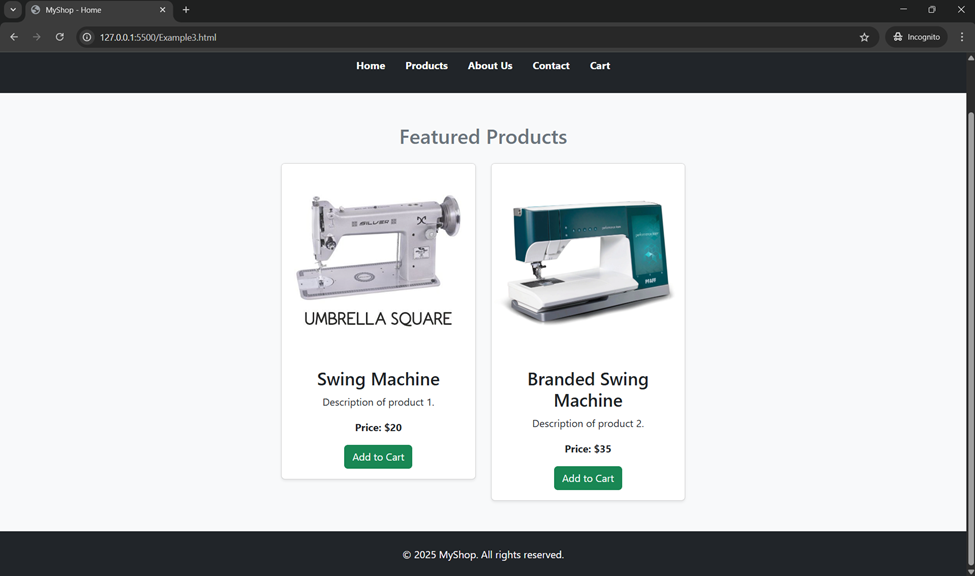 MyShop - Home
127.0.0.1:5500/Example3.html
Incognito
Home Products About Us Contact Cart
Featured Products
SILVER
UMBRELLA SQUARE
PFAFF
Swing Machine
Description of product 1.
Price: $20
Add to Cart
Branded Swing
Machine
Description of product 2.
Price: $35
Add to Cart
© 2025 MyShop. All rights reserved.